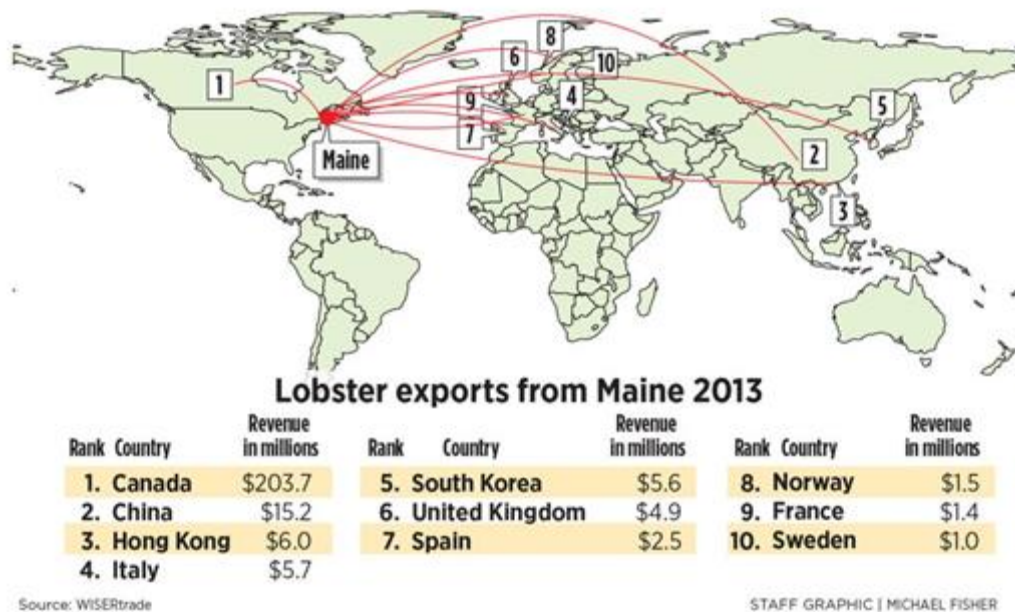 8
6
10
1
9
4
5
7
Maine
2
3
Lobster exports from Maine 2013
Rank Country Revenue in millions
1. Canada $203.7
2. China $15.2
3. Hong Kong $6.0
4. Italy $5.7
Rank Country Revenue in millions
5. South Korea $5.6
6. United Kingdom $4.9
7. Spain $2.5
Rank Country Revenue in millions
8. Norway $1.5
9. France $1.4
10. Sweden $1.0
Source: WISERtrade
STAFF GRAPHIC | MICHAEL FISHER